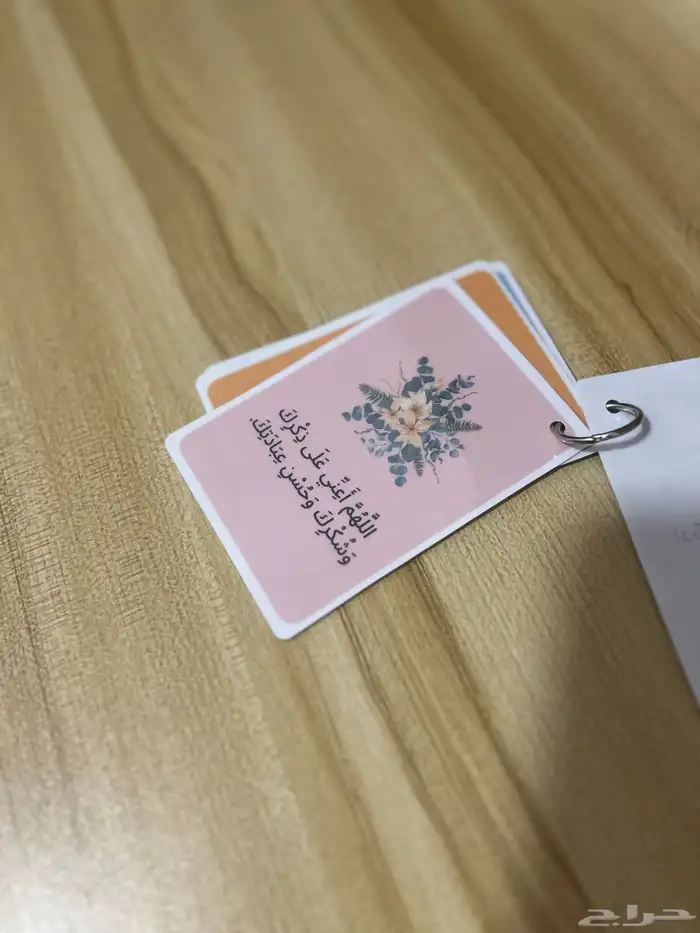 اللَّهُمَّ أَعِنِّي عَلَى ذِكْرِكَ
وَشُكْرِكَ وَحُسْنِ عِبَادَتِكَ.
حراج